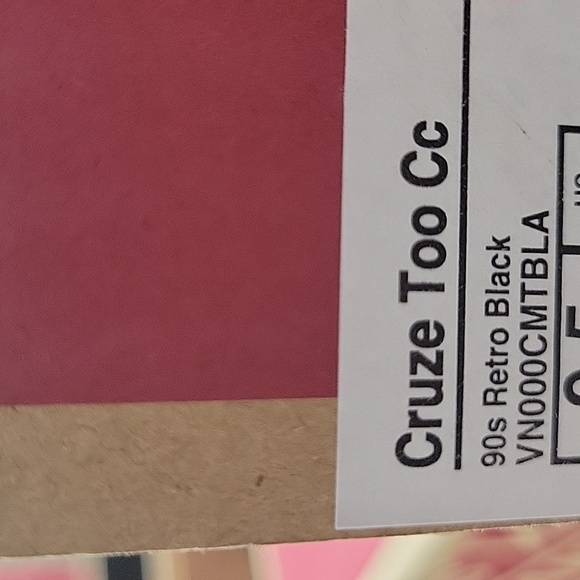 Cruze Too Cc
90s Retro Black
VN000CMTBLA